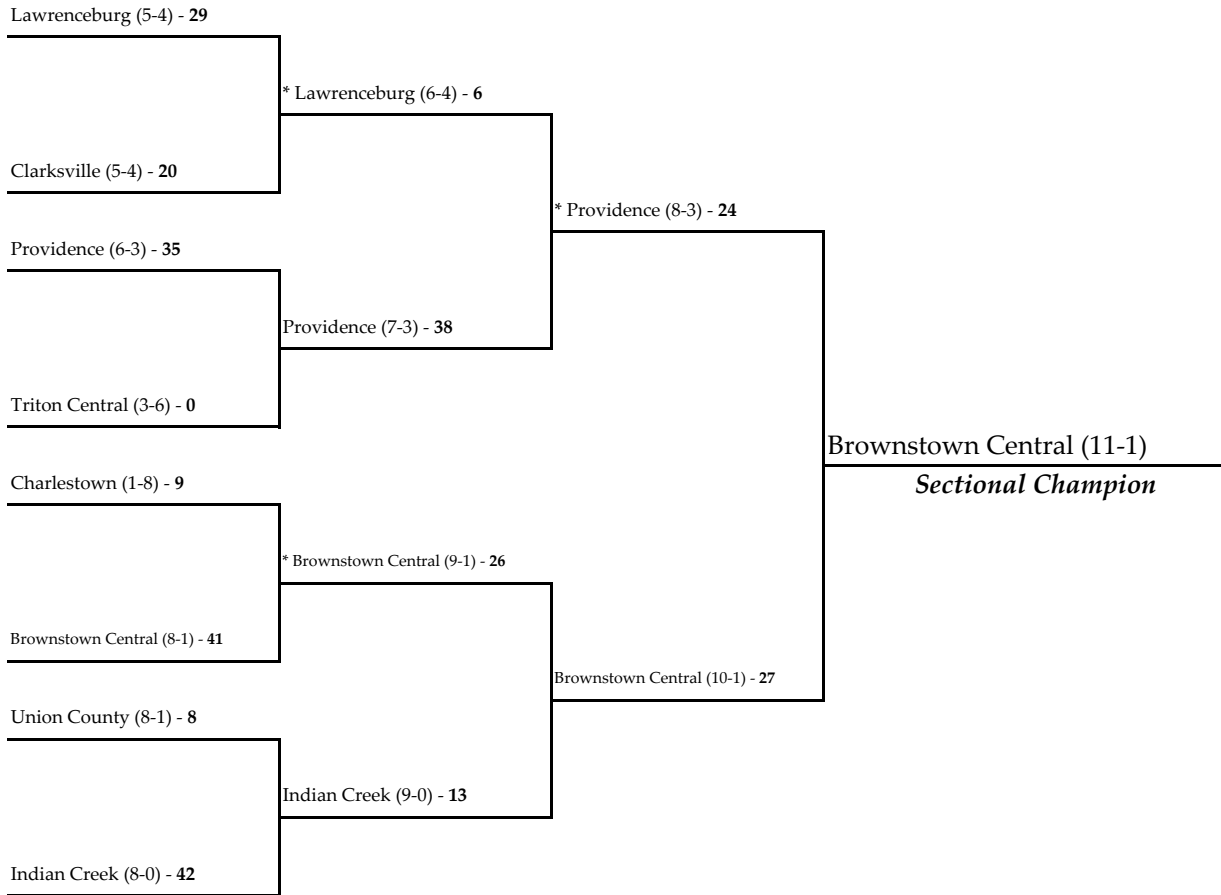 Lawrenceburg (5-4) - 29
* Lawrenceburg (6-4) - 6
Clarksville (5-4) - 20
* Providence (8-3) - 24
Providence (6-3) - 35
Providence (7-3) - 38
Triton Central (3-6) - 0
Brownstown Central (11-1)
Sectional Champion
Charlestown (1-8) - 9
* Brownstown Central (9-1) - 26
Brownstown Central (8-1) - 41
Brownstown Central (10-1) - 27
Union County (8-1) - 8
Indian Creek (9-0) - 13
Indian Creek (8-0) - 42